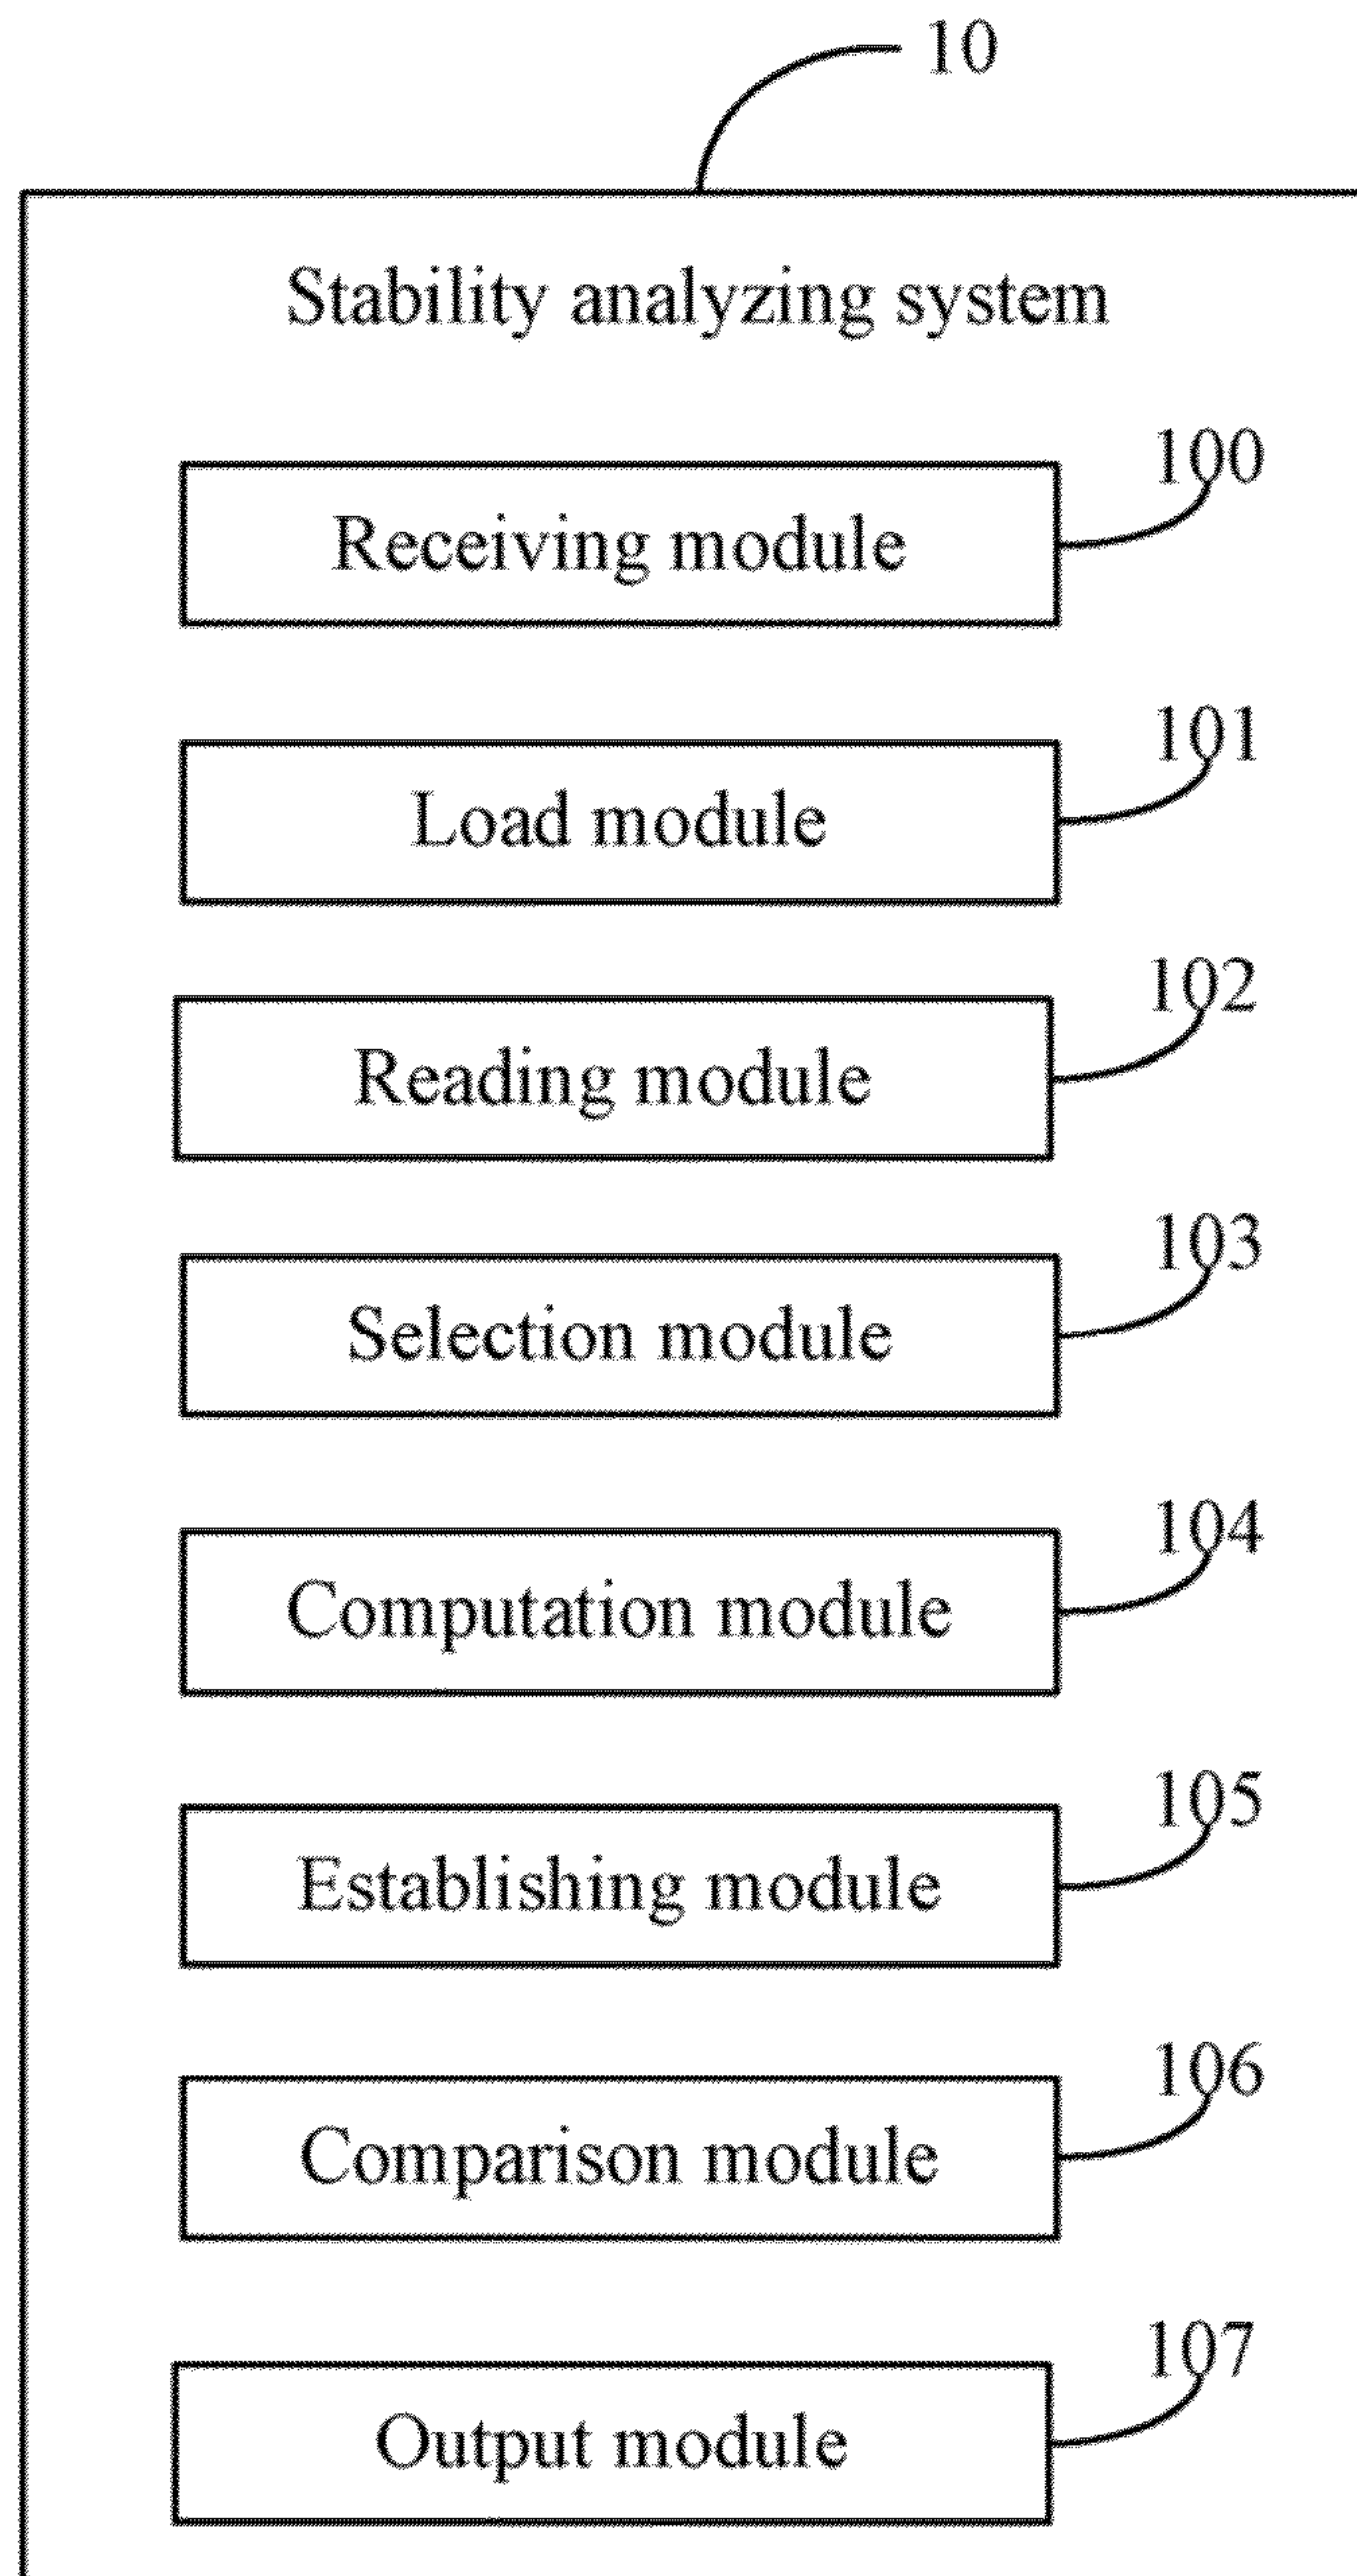 10
Stability analyzing system
100
Receiving module
101
Load module
102
Reading module
103
Selection module
104
Computation module
105
Establishing module
106
Comparison module
107
Output module